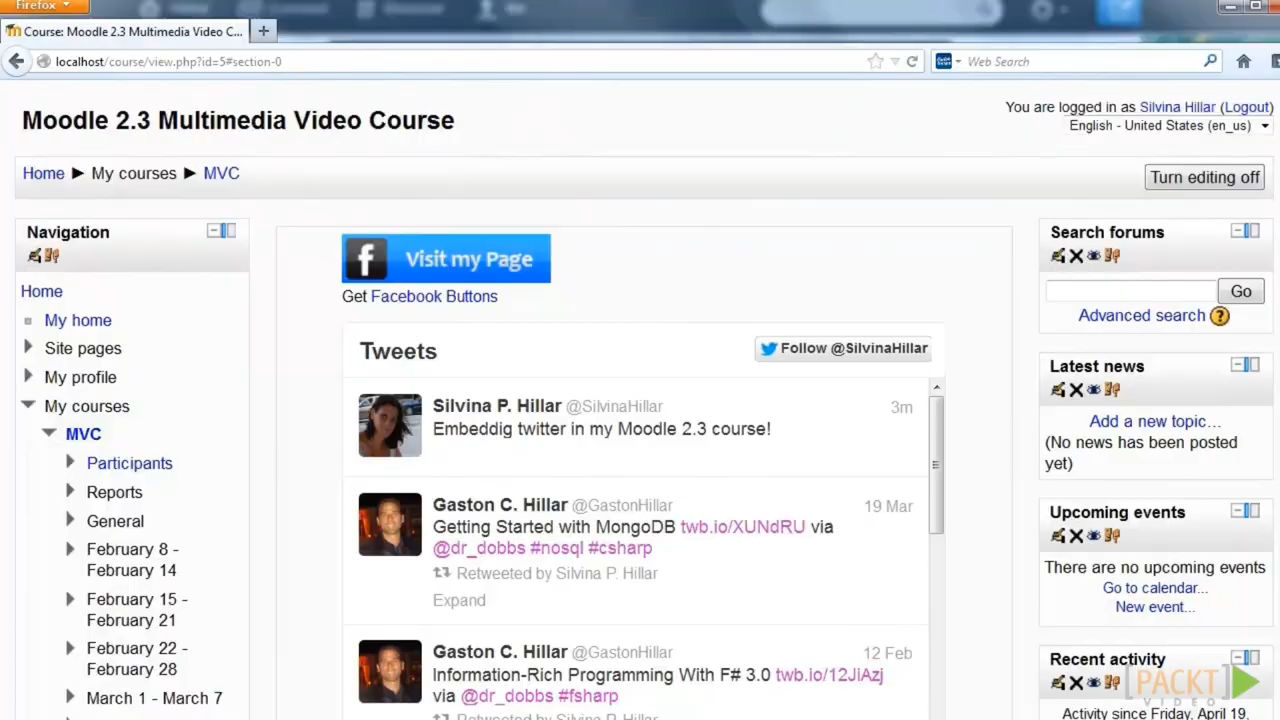 Firefox
Course: Moodle 2.3 Multimedia Video C...
localhost/course/view.php?id=5#section-0
Web Search
Moodle 2.3 Multimedia Video Course
You are logged in as Silvina Hillar (Logout)
English - United States (en_us)
Home ► My courses ► MVC
Turn editing off
Navigation
Home
My home
Site pages
My profile
My courses
MVC
Participants
Reports
General
February 8 -
February 14
February 15 -
February 21
February 22 -
February 28
March 1 - March 7
f Visit my Page
Get Facebook Buttons
Tweets
Follow @SilvinaHillar
Silvina P. Hillar @SilvinaHillar 3m
Embeddig twitter in my Moodle 2.3 course!
Gaston C. Hillar @GastonHillar 19 Mar
Getting Started with MongoDB twb.io/XUNdRU via
@dr_dobbs #nosql #csharp
Retweeted by Silvina P. Hillar
Expand
Gaston C. Hillar @GastonHillar 12 Feb
Information-Rich Programming With F# 3.0 twb.io/12JiAzj
via @dr_dobbs #fsharp
Retweeted by Silvina P. Hillar
Search forums
Go
Advanced search ?
Latest news
Add a new topic...
(No news has been posted
yet)
Upcoming events
There are no upcoming events
Go to calendar...
New event...
Recent activity
Activity since Friday, April 19,
PACKT
VIDEO